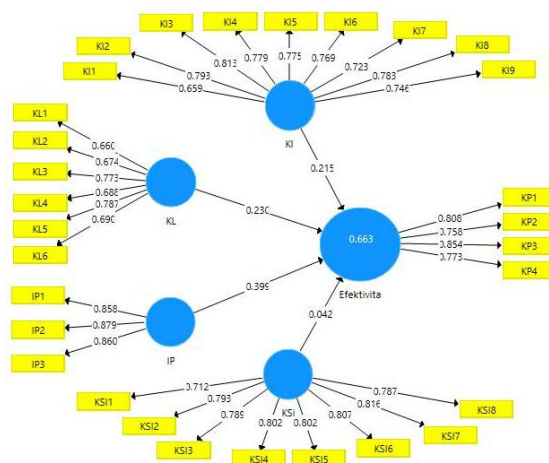 KI3
KI4
KI5
KI6
KI2
KI7
KI1
KI8
KI9
0.813
0.779
0.775
0.769
0.793
0.723
0.659
0.783
0.746
KI
KL1
KL2
KL3
KL4
KL5
KL6
0.660
0.674
0.773
0.688
0.787
0.690
KL
0.215
0.230
0.663
Efektivita
KP1
KP2
KP3
KP4
0.808
0.758
0.854
0.773
IP1
IP2
IP3
0.858
0.879
0.860
IP
0.399
0.042
KSi
KSI1
KSI2
KSI3
KSI4
KSI5
KSI6
KSI7
KSI8
0.712
0.793
0.789
0.802
0.802
0.807
0.816
0.787